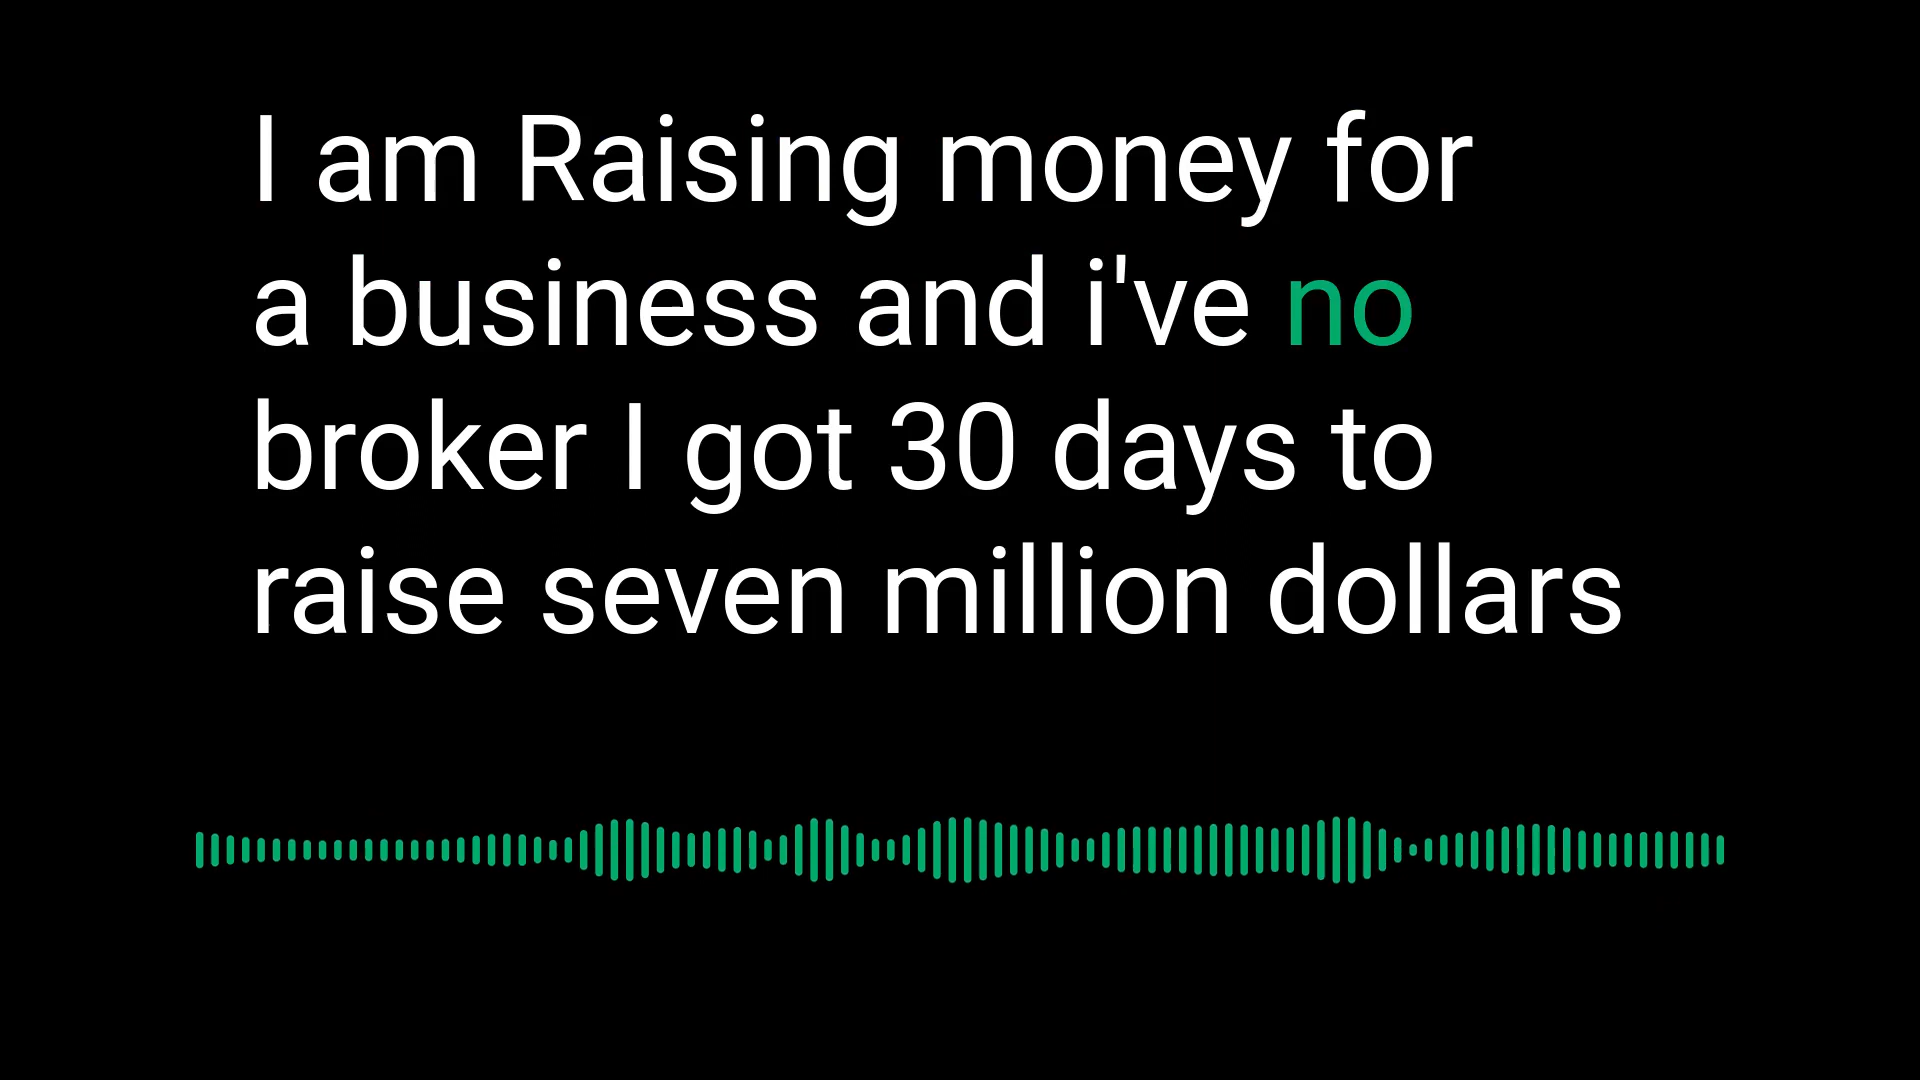 I am Raising money for
a business and i've no
broker I got 30 days to
raise seven million dollars